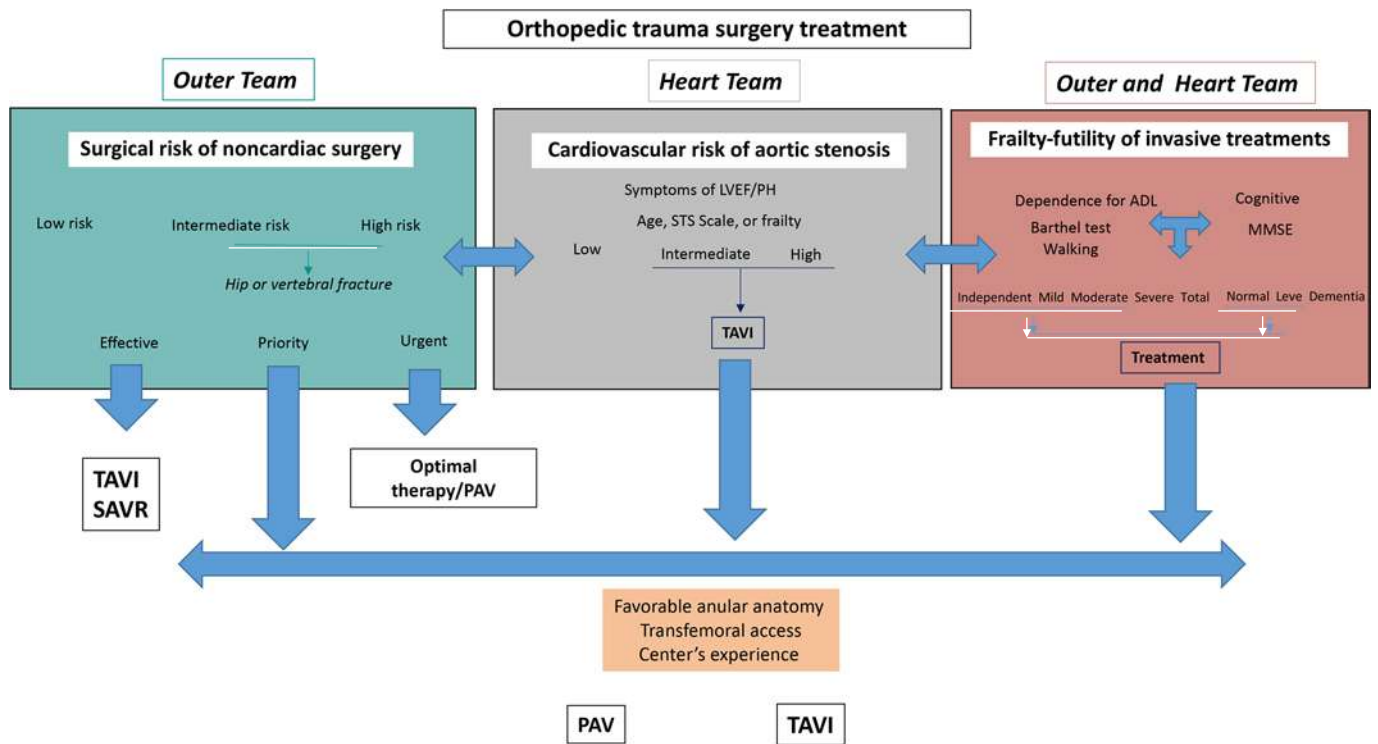 Orthopedic trauma surgery treatment
Outer Team
Surgical risk of noncardiac surgery
Low risk
Intermediate risk
High risk
Hip or vertebral fracture
Effective
Priority
Urgent
TAVI
SAVR
Optimal
therapy/PAV
Heart Team
Cardiovascular risk of aortic stenosis
Symptoms of LVEF/PH
Age, STS Scale, or frailty
Low
Intermediate
High
TAVI
Outer and Heart Team
Frailty-futility of invasive treatments
Dependence for ADL
Barthel test
Walking
Cognitive
MMSE
Independent Mild Moderate Severe Total
Normal Leve Dementia
Treatment
Favorable anular anatomy
Transfemoral access
Center's experience
PAV
TAVI